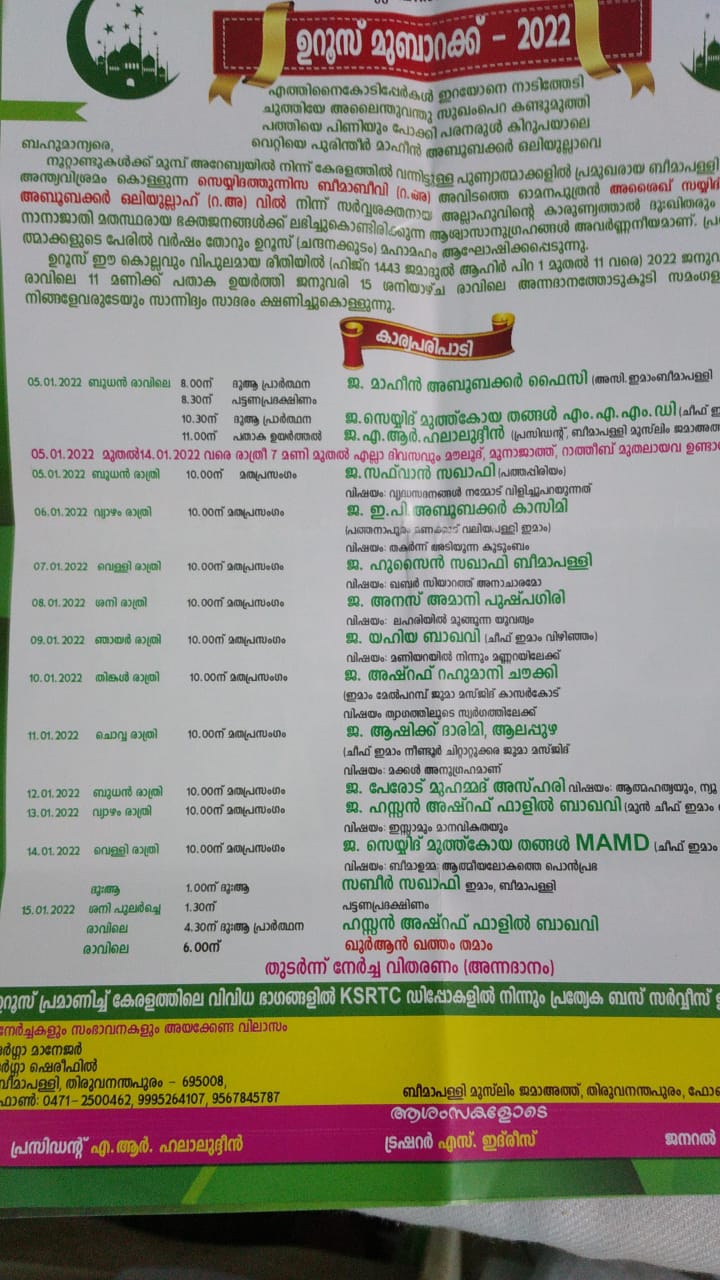 ഉറൂസ് മുബാറക്ക് - 2022
എത്തിനൈകോടിപ്പേർകൾ ഇറയോനെ നാടിത്തേടി
ചുത്തിയേ അലൈന്തുവന്തു സുഖംപെറ കണ്ടുമുത്തി
പത്തിയെ പിണിയും പോക്കി പരനരുൾ കിറുപയാലെ
വെറ്റിയെ പൂരിന്തീർ മാഹീൻ അബൂബക്കർ ഒലിയുല്ലാവെ
ബഹുമാന്യരെ,
നൂറ്റാണ്ടുകൾക്ക് മുമ്പ് അറേബ്യയിൽ നിന്ന് കേരളത്തിൽ വന്നിട്ടുള്ള പുണ്യാത്മാക്കളിൽ പ്രമുഖരായ ബീമാപള്ളി
അന്ത്യവിശ്രമം കൊള്ളുന്ന സെയ്യിദത്തുന്നിസ ബീമാബീവി (റ.അ) അവിടത്തെ ഓമനപുത്രൻ അശൈഖ് സയ്യിദ്
അബൂബക്കർ ഒലിയുല്ലാഹ് (റ.അ) വിൽ നിന്ന് സർവ്വശക്തനായ അല്ലാഹുവിന്റെ കാരുണ്യത്താൽ ദുഃഖിതരും
നാനാജാതി മതസ്ഥരായ ഭക്തജനങ്ങൾക്ക് ലഭിച്ചുകൊണ്ടിരിക്കുന്ന ആശ്വാസാനുഗ്രഹങ്ങൾ അവർണ്ണനീയമാണ്. പ്ര
ത്മാക്കളുടെ പേരിൽ വർഷം തോറും ഉറൂസ് (ചന്ദനക്കുടം) മഹാമഹം ആഘോഷിക്കപ്പെടുന്നു.
ഉറൂസ് ഈ കൊല്ലവും വിപുലമായ രീതിയിൽ (ഹിജ്റ 1443 ജമാദുൽ ആഹിർ പിറ 1 മുതൽ 11 വരെ) 2022 ജനുവ
രാവിലെ 11 മണിക്ക് പതാക ഉയർത്തി ജനുവരി 15 ശനിയാഴ്ച രാവിലെ അന്നദാനത്തോടുകൂടി സമംഗള
നിങ്ങളേവരുടേയും സാന്നിദ്ധ്യം സാദരം ക്ഷണിച്ചുകൊള്ളുന്നു.
കാര്യപരിപാടി
05.01.2022 ബുധൻ രാവിലെ 8.00ന് ദുആ പ്രാർത്ഥന ജ. മാഹീൻ അബൂബക്കർ ഫൈസി (അസി.ഇമാംബീമാപള്ളി
8.30ന് പട്ടണപ്രദക്ഷിണം
10.30ന് ദുആ പ്രാർത്ഥന ജ.സെയ്യിദ് മുത്ത്കോയ തങ്ങൾ എം.എ.എം.ഡി (ചീഫ് ഇ
11.00ന് പതാക ഉയർത്തൽ ജ.എ.ആർ.ഹലാലുദ്ദീൻ (പ്രസിഡന്റ്, ബീമാപള്ളി മുസ്ലിം ജമാഅത്ത
05.01.2022 മുതൽ14.01.2022 വരെ രാത്രി 7 മണി മുതൽ എല്ലാ ദിവസവും മൗലൂദ്, മുനാജാത്ത്, റാത്തീബ് മുതലായവ ഉണ്ടായ
05.01.2022 ബുധൻ രാത്രി 10.00ന് മതപ്രസംഗം ജ.സഫ്വാൻ സഖാഫി (പത്തപ്പിരിയം)
വിഷയം: വൃദ്ധസദനങ്ങൾ നമ്മോട് വിളിച്ചുപറയുന്നത്
06.01.2022 വ്യാഴം രാത്രി 10.00ന് മതപ്രസംഗം ജ. ഇ.പി. അബൂബക്കർ കാസിമി
(പത്തനാപുരം മണക്കാട് വലിയപള്ളി ഇമാം)
വിഷയം: തകർന്ന് അടിയുന്ന കുടുംബം
07.01.2022 വെള്ളി രാത്രി 10.00ന് മതപ്രസംഗം ജ. ഹുസൈൻ സഖാഫി ബീമാപള്ളി
വിഷയം: ഖബർ സിയാറത്ത് അനാചാരമോ
08.01.2022 ശനി രാത്രി 10.00ന് മതപ്രസംഗം ജ. അനസ് അമാനി പുഷ്പഗിരി
വിഷയം: ലഹരിയിൽ മുങ്ങുന്ന യുവത്വം
09.01.2022 ഞായർ രാത്രി 10.00ന് മതപ്രസംഗം ജ. യഹിയ ബാഖവി (ചീഫ് ഇമാം വിഴിഞ്ഞം)
വിഷയം: മണിയറയിൽ നിന്നും മണ്ണറയിലേക്ക്
10.01.2022 തിങ്കൾ രാത്രി 10.00ന് മതപ്രസംഗം ജ. അഷ്റഫ് റഹുമാനി ചൗക്കി
(ഇമാം മേൽപറമ്പ് ജുമാ മസ്ജിദ് കാസർകോട്
വിഷയം ത്യാഗത്തിലൂടെ സ്വർഗത്തിലേക്ക്
11.01.2022 ചൊവ്വ രാത്രി 10.00ന് മതപ്രസംഗം ജ. ആഷിക്ക് ദാരിമി, ആലപ്പുഴ
(ചീഫ് ഇമാം നീണ്ടൂർ ചിറ്റാറ്റുക്കര ജുമാ മസ്ജിദ്
വിഷയം: മക്കൾ അനുഗ്രഹമാണ്
12.01.2022 ബുധൻ രാത്രി 10.00ന് മതപ്രസംഗം ജ. പേരോട് മുഹമ്മദ് അസ്ഹരി വിഷയം: ആത്മഹത്യയും, ന്യൂ
13.01.2022 വ്യാഴം രാത്രി 10.00ന് മതപ്രസംഗം ജ. ഹസ്സൻ അഷ്റഫ് ഫാളിൽ ബാഖവി (മുൻ ചീഫ് ഇമാം
വിഷയം: ഇസ്ലാമും മാനവികതയും
14.01.2022 വെള്ളി രാത്രി 10.00ന് മതപ്രസംഗം ജ. സെയ്യിദ് മുത്ത്കോയ തങ്ങൾ MAMD (ചീഫ് ഇമാം
വിഷയം: ബീമാഉമ്മ: ആത്മീയലോകത്തെ പൊൻപ്രഭ
ദുഃആ 1.00ന് ദുഃആ സബീർ സഖാഫി ഇമാം, ബീമാപള്ളി
15.01.2022 ശനി പുലർച്ചെ 1.30ന് പട്ടണപ്രദക്ഷിണം
രാവിലെ 4.30ന് ദുഃആ പ്രാർത്ഥന ഹസ്സൻ അഷ്റഫ് ഫാളിൽ ബാഖവി
രാവിലെ 6.00ന് ഖുർആൻ ഖത്തം തമാം
തുടർന്ന് നേർച്ച വിതരണം (അന്നദാനം)
ഉറൂസ് പ്രമാണിച്ച് കേരളത്തിലെ വിവിധ ഭാഗങ്ങളിൽ KSRTC ഡിപ്പോകളിൽ നിന്നും പ്രത്യേക ബസ് സർവ്വീസ്
നേർച്ചകളും സംഭാവനകളും അയക്കേണ്ട വിലാസം
ദർഗ്ഗാ മാനേജർ
ദർഗ്ഗാ ഷെരീഫിൽ
ബീമാപള്ളി, തിരുവനന്തപുരം - 695008,
ഫോൺ: 0471-2500462, 9995264107, 9567845787
ബീമാപള്ളി മുസ്ലിം ജമാഅത്ത്, തിരുവനന്തപുരം, ഫോ
ആശംസകളോടെ
പ്രസിഡന്റ് എ.ആർ. ഹലാലുദ്ദീൻ ട്രഷറർ എസ്. ഇദ്രീസ് ജനറൽ